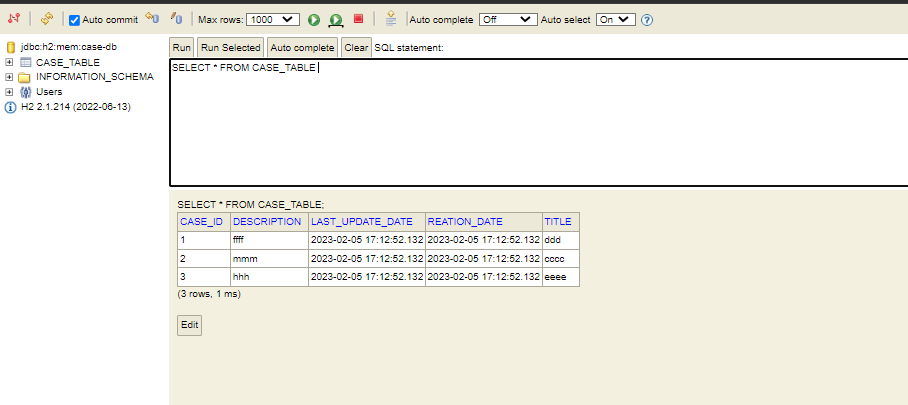 Auto commit Max rows: 1000 Auto complete Off Auto select On ?
jdbc:h2:mem:case-db
CASE_TABLE
INFORMATION_SCHEMA
Users
H2 2.1.214 (2022-06-13)
Run Run Selected Auto complete Clear SQL statement:
SELECT * FROM CASE_TABLE
SELECT * FROM CASE_TABLE;
CASE_ID DESCRIPTION LAST_UPDATE_DATE REATION_DATE TITLE
1 ffff 2023-02-05 17:12:52.132 2023-02-05 17:12:52.132 ddd
2 mmm 2023-02-05 17:12:52.132 2023-02-05 17:12:52.132 cccc
3 hhh 2023-02-05 17:12:52.132 2023-02-05 17:12:52.132 eeee
(3 rows, 1 ms)
Edit